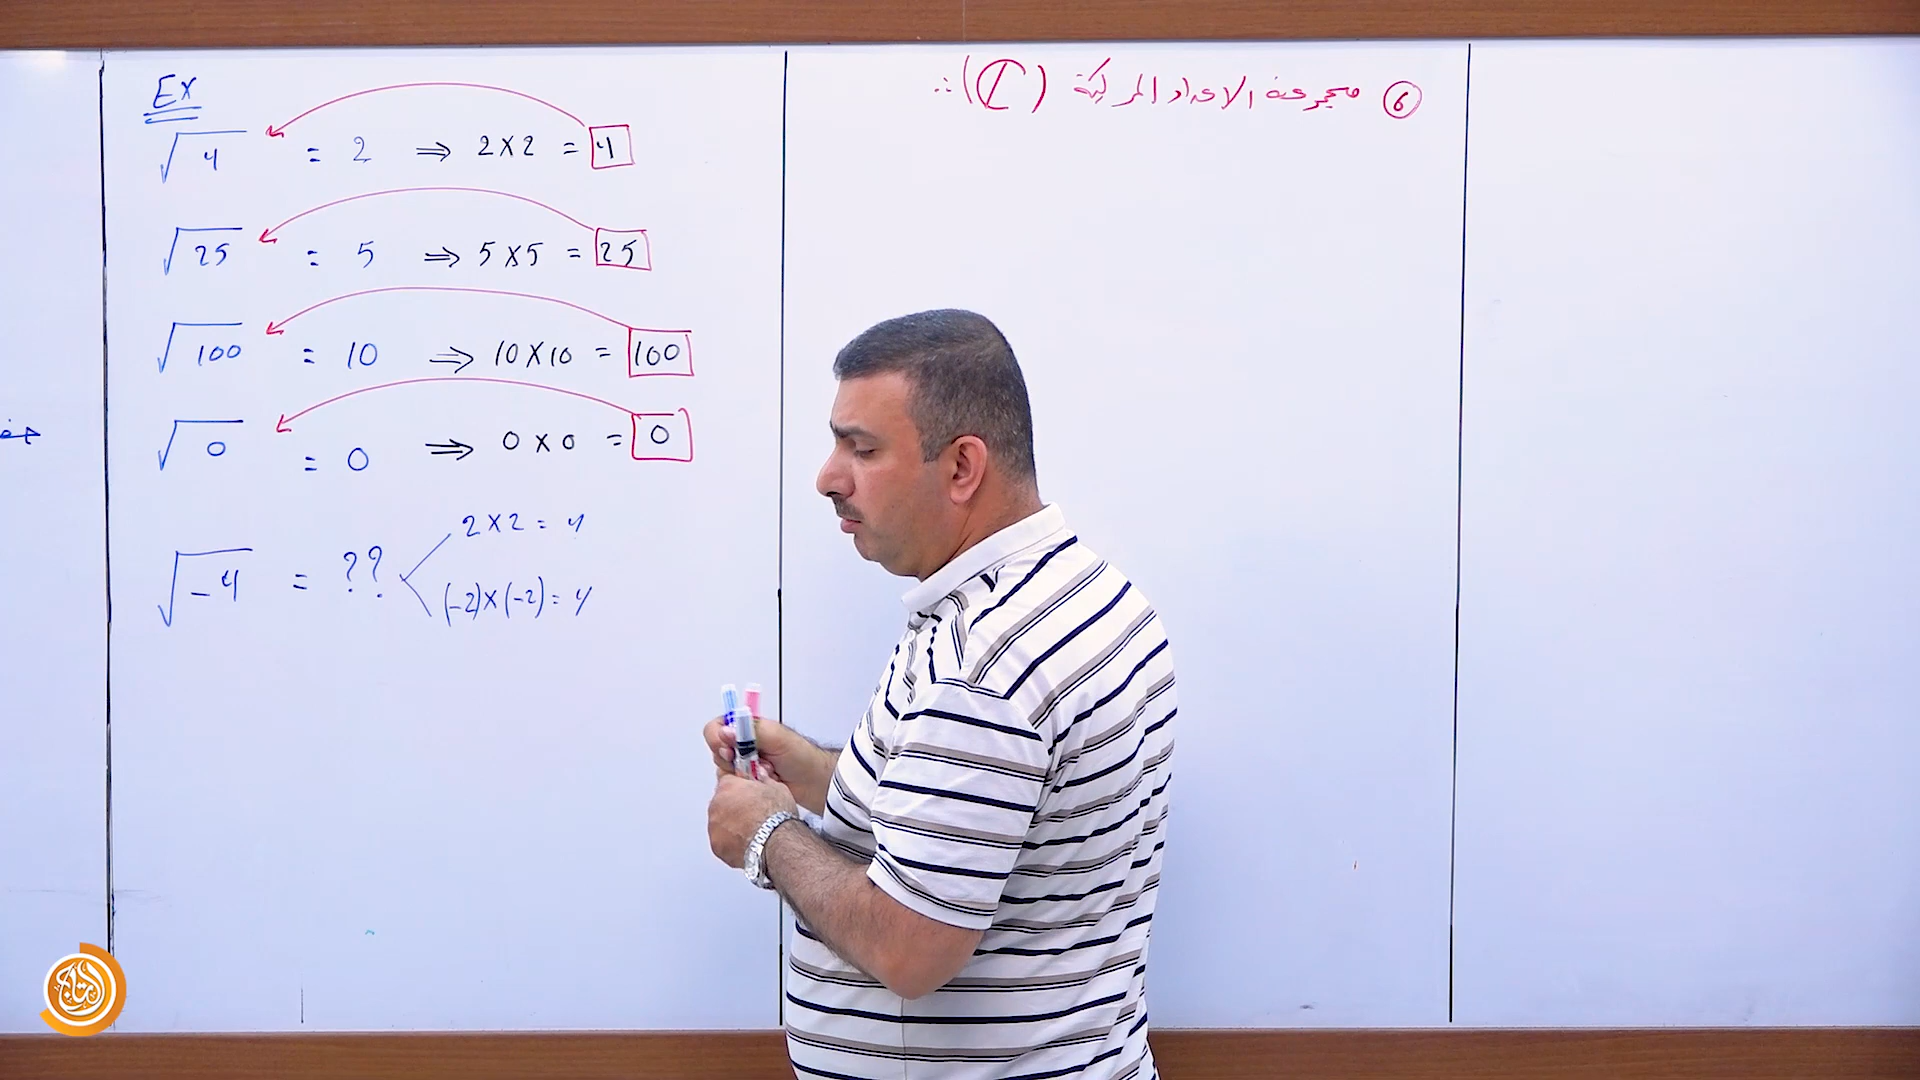 ⑥ مجموعة الاعداد المركبة (ℂ) :.
Ex
√4 = 2 ⇒ 2 × 2 = 4
√25 = 5 ⇒ 5 × 5 = 25
√100 = 10 ⇒ 10 × 10 = 100
√0 = 0 ⇒ 0 × 0 = 0
√-4 = ??
2 × 2 = 4
(-2) × (-2) = 4
التاج